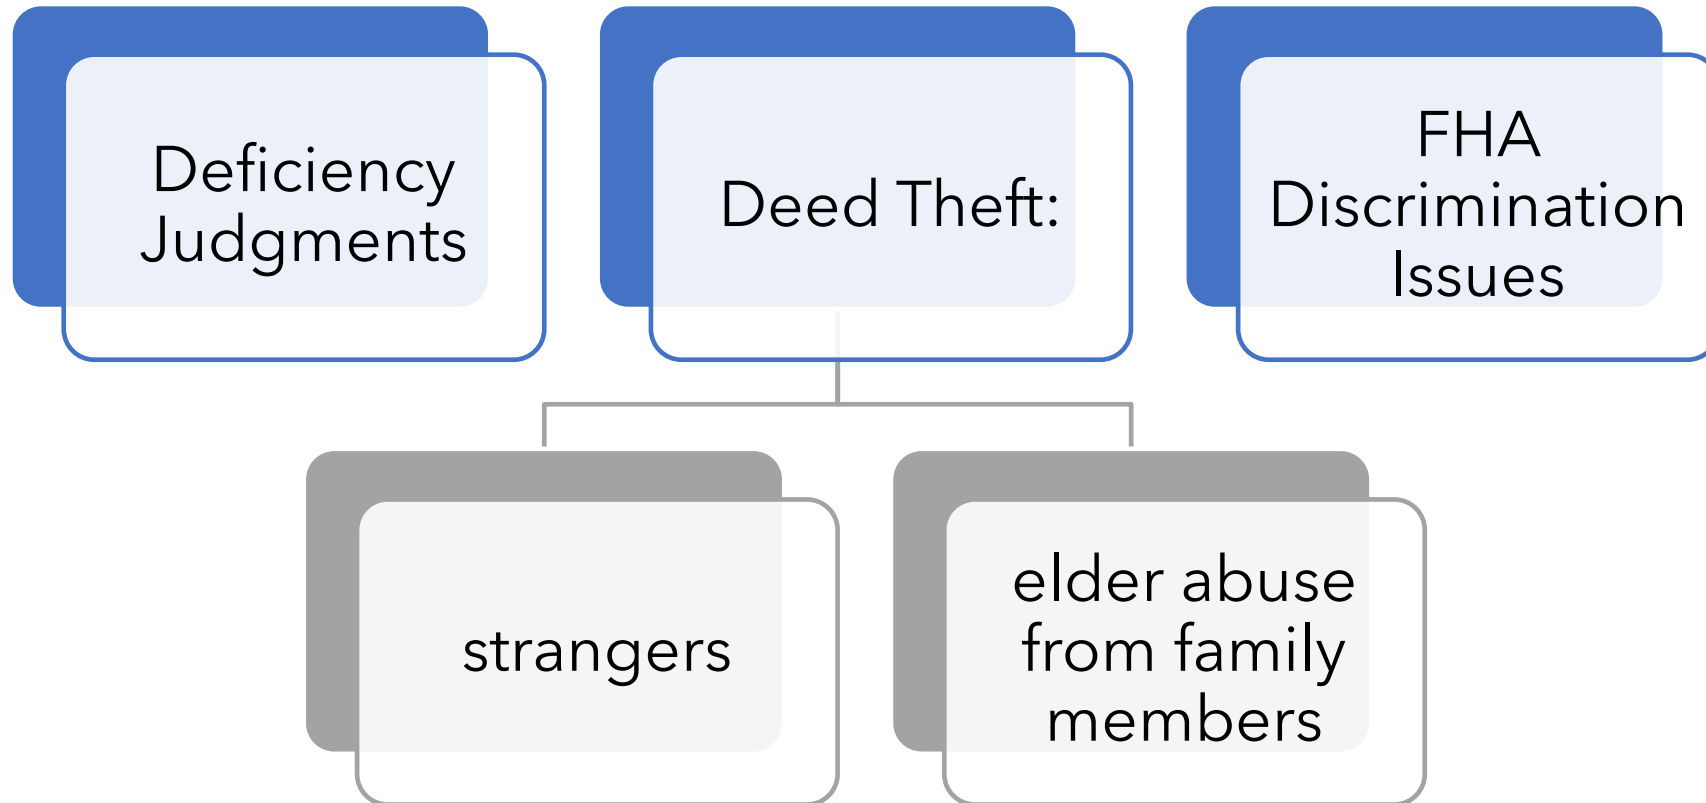 Deficiency
Judgments
Deed Theft:
FHA
Discrimination
Issues
strangers
elder abuse
from family
members